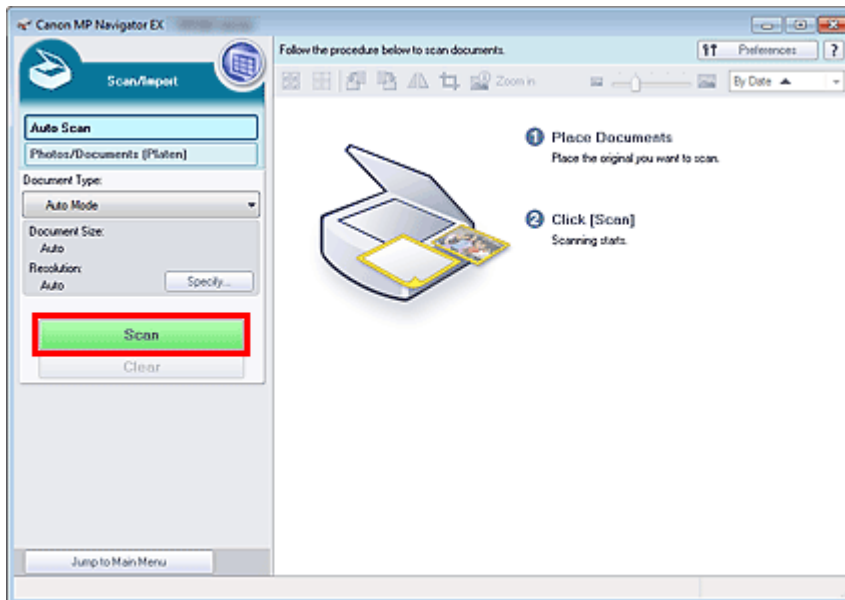 Canon MP Navigator EX
Scan/Import
Follow the procedure below to scan documents.
Preferences
?
Zoom in
By Date
Auto Scan
Photos/Documents (Platen)
Document Type:
Auto Mode
Document Size:
Auto
Resolution:
Auto
Specify...
Scan
Clear
1 Place Documents
Place the original you want to scan.
2 Click [Scan]
Scanning starts.
Jump to Main Menu